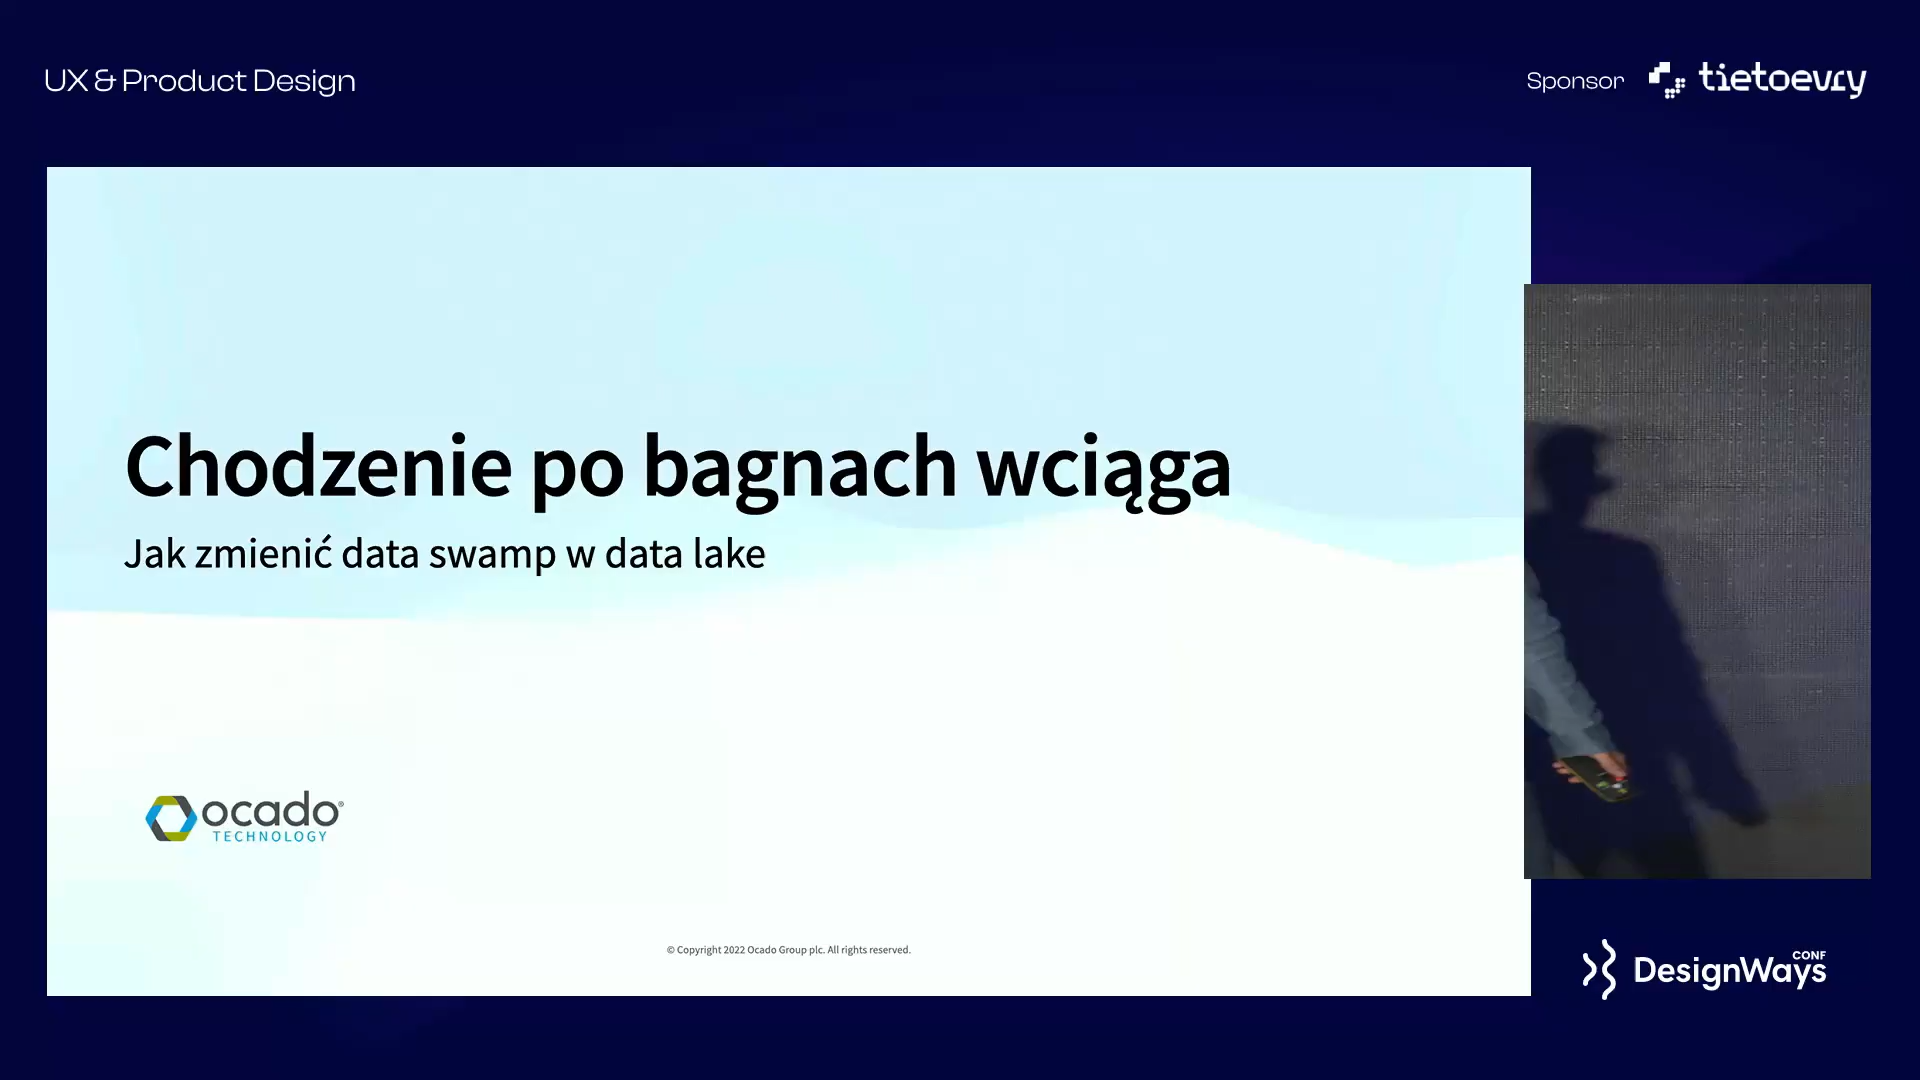 UX & Product Design
Sponsor tietoevry
Chodzenie po bagnach wciąga
Jak zmienić data swamp w data lake
ocado®
TECHNOLOGY
© Copyright 2022 Ocado Group plc. All rights reserved.
DesignWays CONF